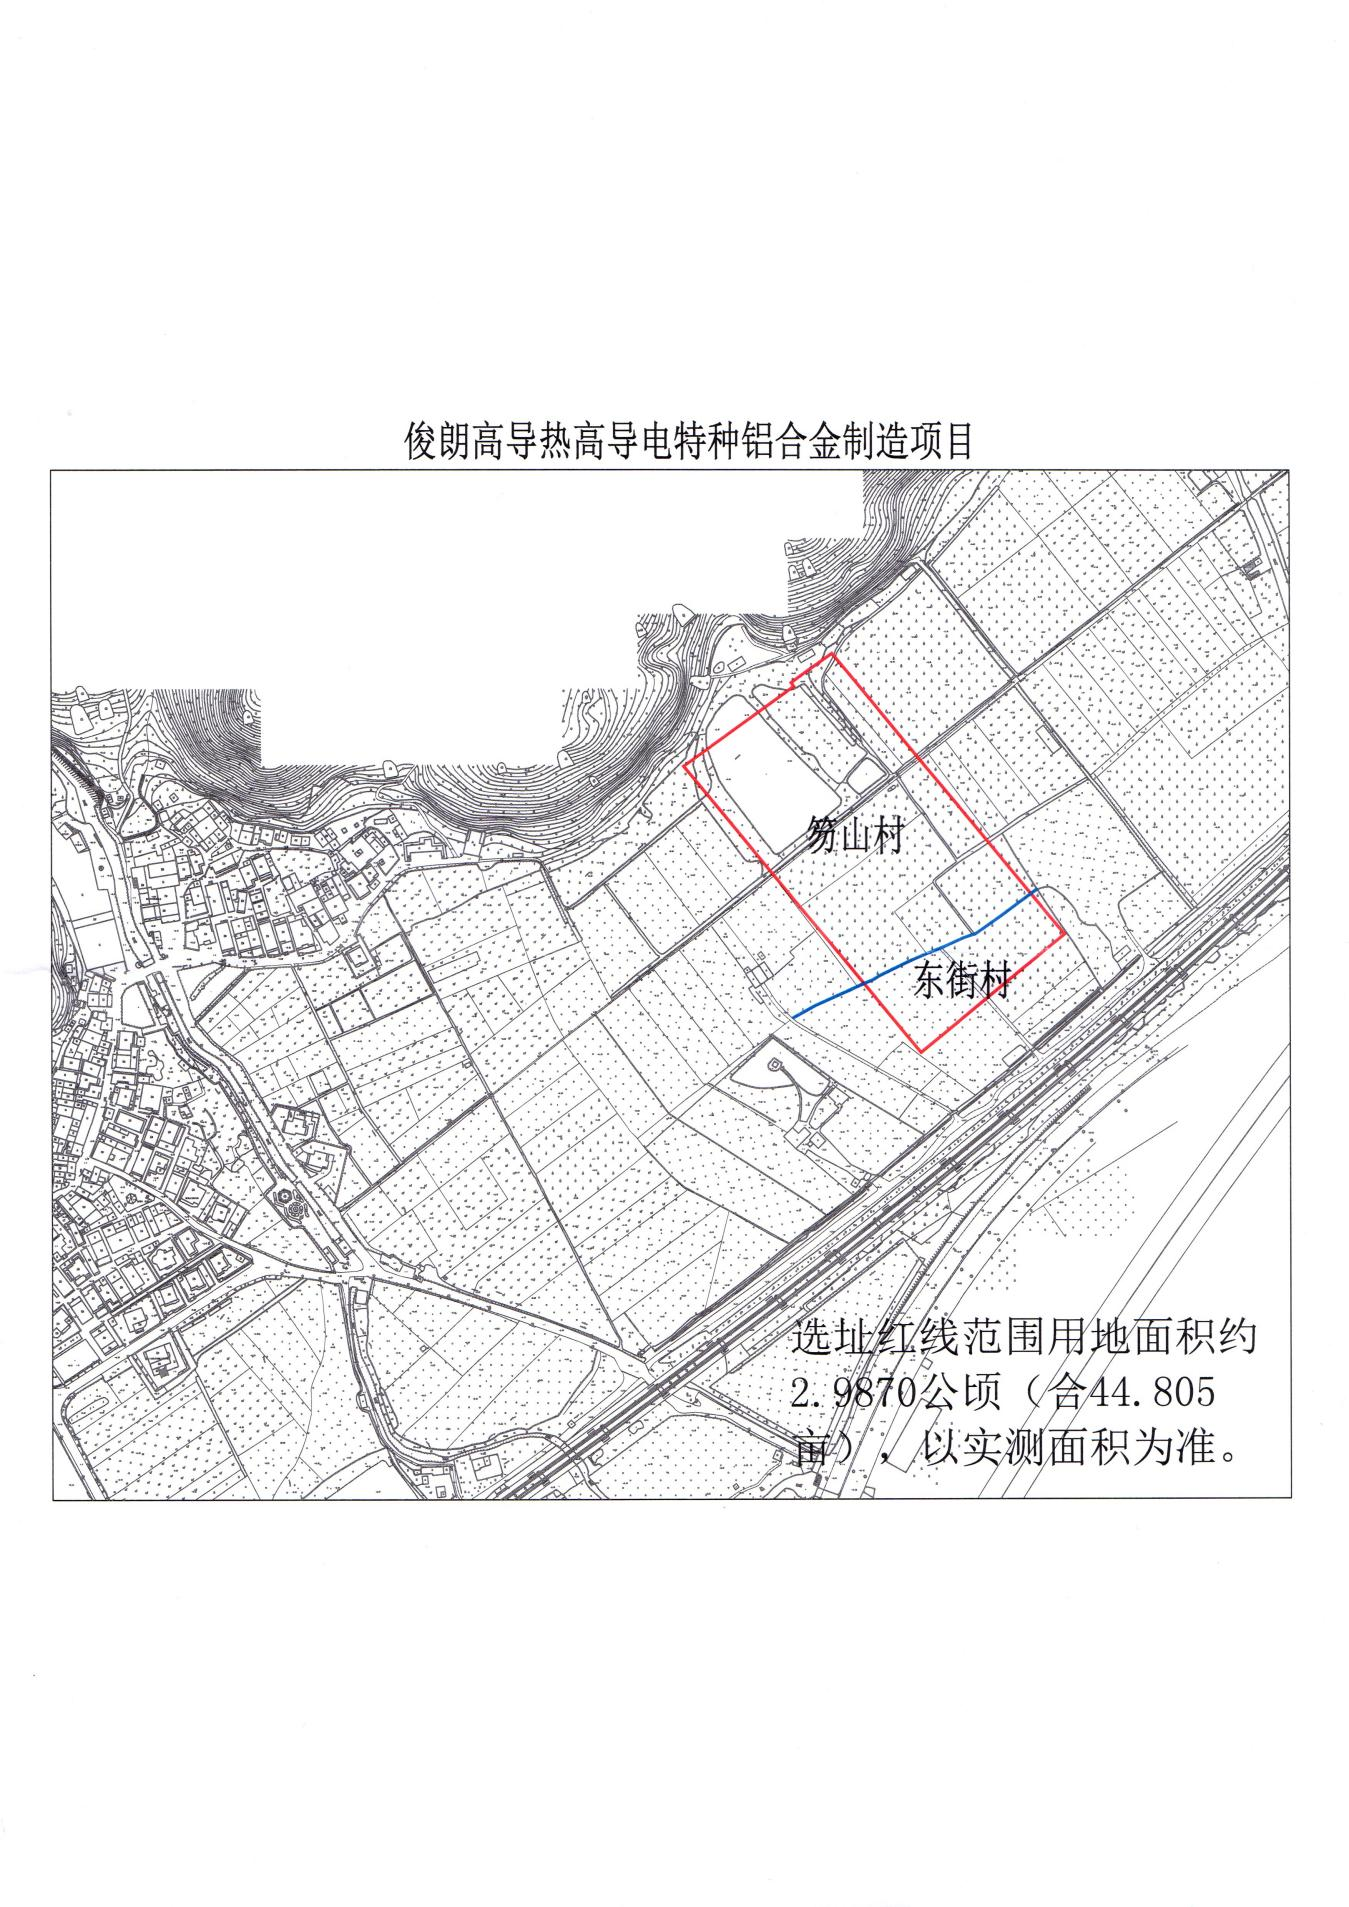 俊朗高导热高导电特种铝合金制造项目
竻山村
东街村
选址红线范围用地面积约
2.9870公顷（合44.805
亩），以实测面积为准。